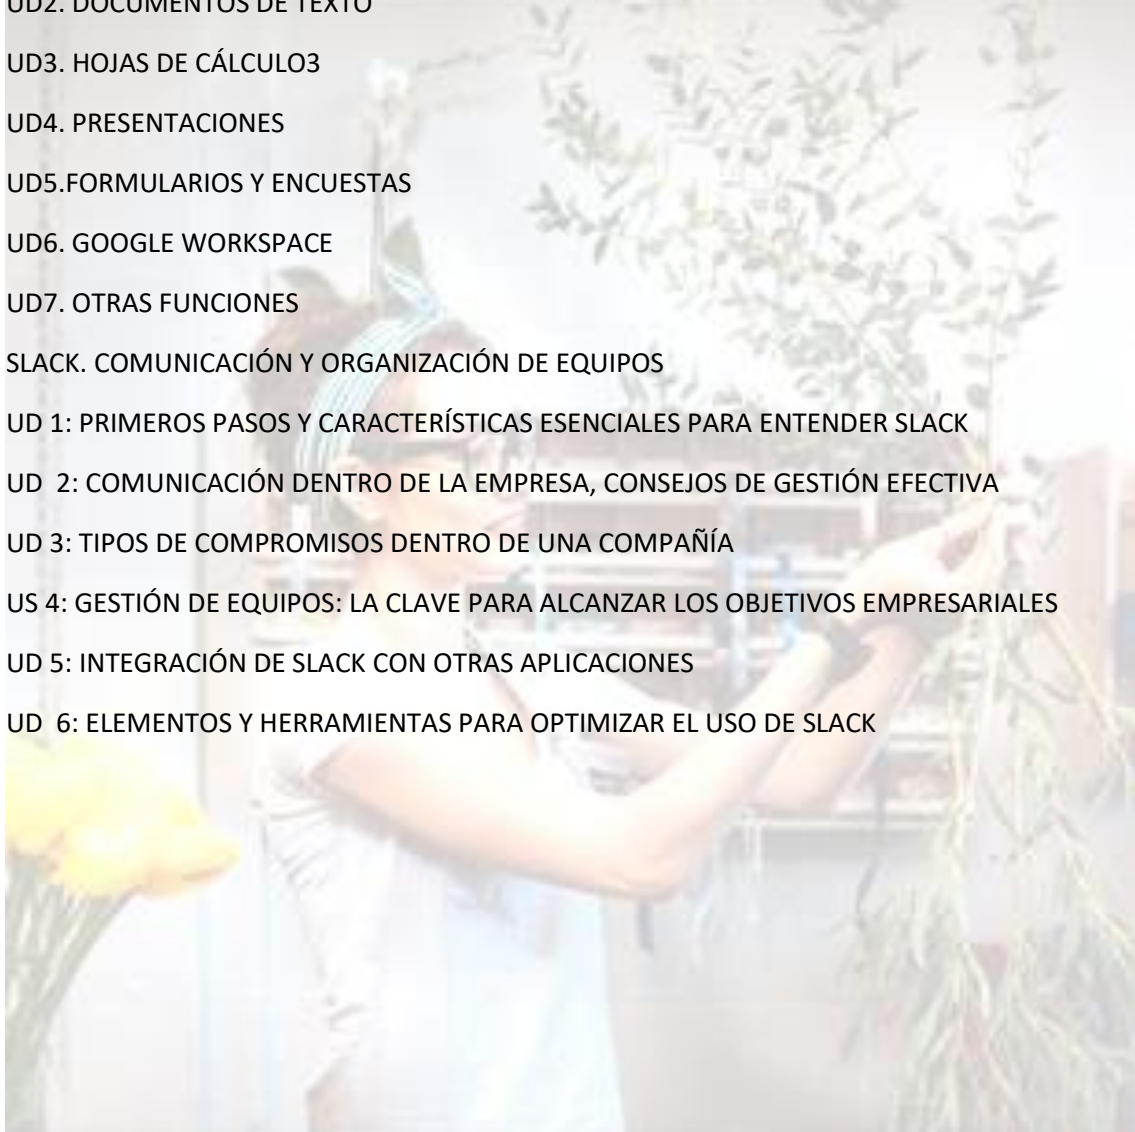 UD2. DOCUMENTOS DE TEXTO
UD3. HOJAS DE CÁLCULO3
UD4. PRESENTACIONES
UD5.FORMULARIOS Y ENCUESTAS
UD6. GOOGLE WORKSPACE
UD7. OTRAS FUNCIONES
SLACK. COMUNICACIÓN Y ORGANIZACIÓN DE EQUIPOS
UD 1: PRIMEROS PASOS Y CARACTERÍSTICAS ESENCIALES PARA ENTENDER SLACK
UD  2: COMUNICACIÓN DENTRO DE LA EMPRESA, CONSEJOS DE GESTIÓN EFECTIVA
UD 3: TIPOS DE COMPROMISOS DENTRO DE UNA COMPAÑÍA
US 4: GESTIÓN DE EQUIPOS: LA CLAVE PARA ALCANZAR LOS OBJETIVOS EMPRESARIALES
UD 5: INTEGRACIÓN DE SLACK CON OTRAS APLICACIONES
UD  6: ELEMENTOS Y HERRAMIENTAS PARA OPTIMIZAR EL USO DE SLACK